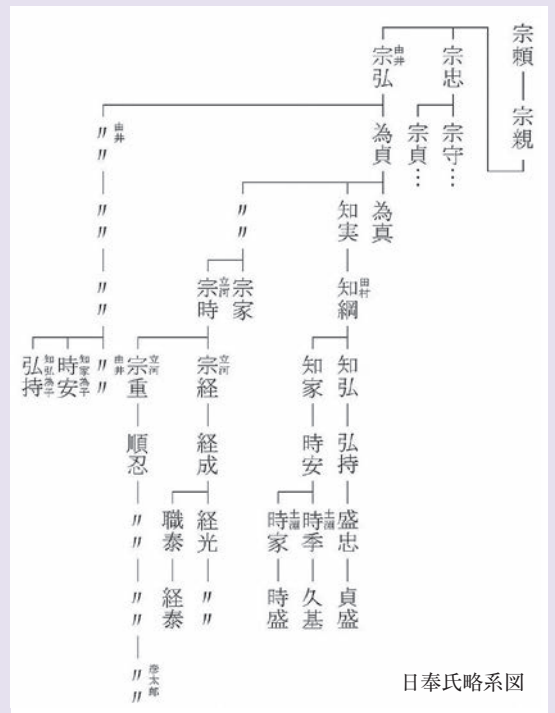 宗頼
宗親
宗忠
宗守
宗貞
由井
宗弘
為貞
為真
知実
田村
知綱
知弘
弘持
盛忠
貞盛
知家
時安
土淵
時季
久基
土淵
時家
時盛
〃〃
宗家
立河
宗時
立河
宗経
経成
経光
〃〃
職泰
経泰
立河
宗重
順忍
〃〃
〃〃
彦太郎
〃〃
由井
〃〃
〃〃
〃〃
由井
〃〃
知家為子
時安
知弘為子
弘持
日奉氏略系図